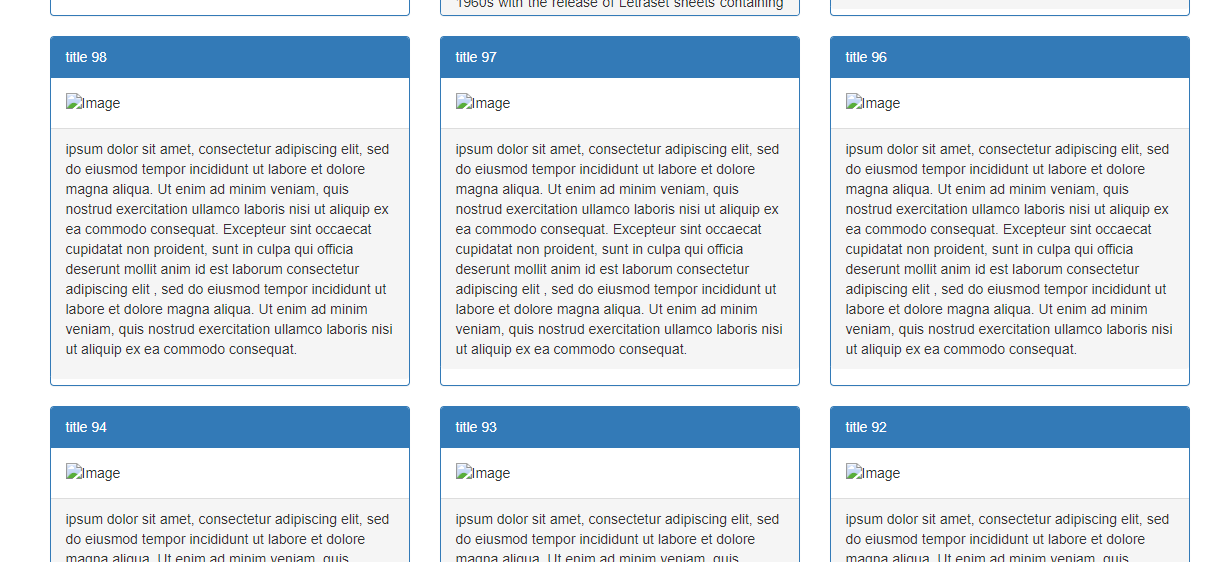 1960s with the release of Letraset sheets containing
title 98
Image
ipsum dolor sit amet, consectetur adipiscing elit, sed
do eiusmod tempor incididunt ut labore et dolore
magna aliqua. Ut enim ad minim veniam, quis
nostrud exercitation ullamco laboris nisi ut aliquip ex
ea commodo consequat. Excepteur sint occaecat
cupidatat non proident, sunt in culpa qui officia
deserunt mollit anim id est laborum consectetur
adipiscing elit , sed do eiusmod tempor incididunt ut
labore et dolore magna aliqua. Ut enim ad minim
veniam, quis nostrud exercitation ullamco laboris nisi
ut aliquip ex ea commodo consequat.
title 97
Image
ipsum dolor sit amet, consectetur adipiscing elit, sed
do eiusmod tempor incididunt ut labore et dolore
magna aliqua. Ut enim ad minim veniam, quis
nostrud exercitation ullamco laboris nisi ut aliquip ex
ea commodo consequat. Excepteur sint occaecat
cupidatat non proident, sunt in culpa qui officia
deserunt mollit anim id est laborum consectetur
adipiscing elit , sed do eiusmod tempor incididunt ut
labore et dolore magna aliqua. Ut enim ad minim
veniam, quis nostrud exercitation ullamco laboris nisi
ut aliquip ex ea commodo consequat.
title 96
Image
ipsum dolor sit amet, consectetur adipiscing elit, sed
do eiusmod tempor incididunt ut labore et dolore
magna aliqua. Ut enim ad minim veniam, quis
nostrud exercitation ullamco laboris nisi ut aliquip ex
ea commodo consequat. Excepteur sint occaecat
cupidatat non proident, sunt in culpa qui officia
deserunt mollit anim id est laborum consectetur
adipiscing elit , sed do eiusmod tempor incididunt ut
labore et dolore magna aliqua. Ut enim ad minim
veniam, quis nostrud exercitation ullamco laboris nisi
ut aliquip ex ea commodo consequat.
title 94
Image
ipsum dolor sit amet, consectetur adipiscing elit, sed
do eiusmod tempor incididunt ut labore et dolore
magna aliqua. Ut enim ad minim veniam, quis
title 93
Image
ipsum dolor sit amet, consectetur adipiscing elit, sed
do eiusmod tempor incididunt ut labore et dolore
magna aliqua. Ut enim ad minim veniam, quis
title 92
Image
ipsum dolor sit amet, consectetur adipiscing elit, sed
do eiusmod tempor incididunt ut labore et dolore
magna aliqua. Ut enim ad minim veniam, quis